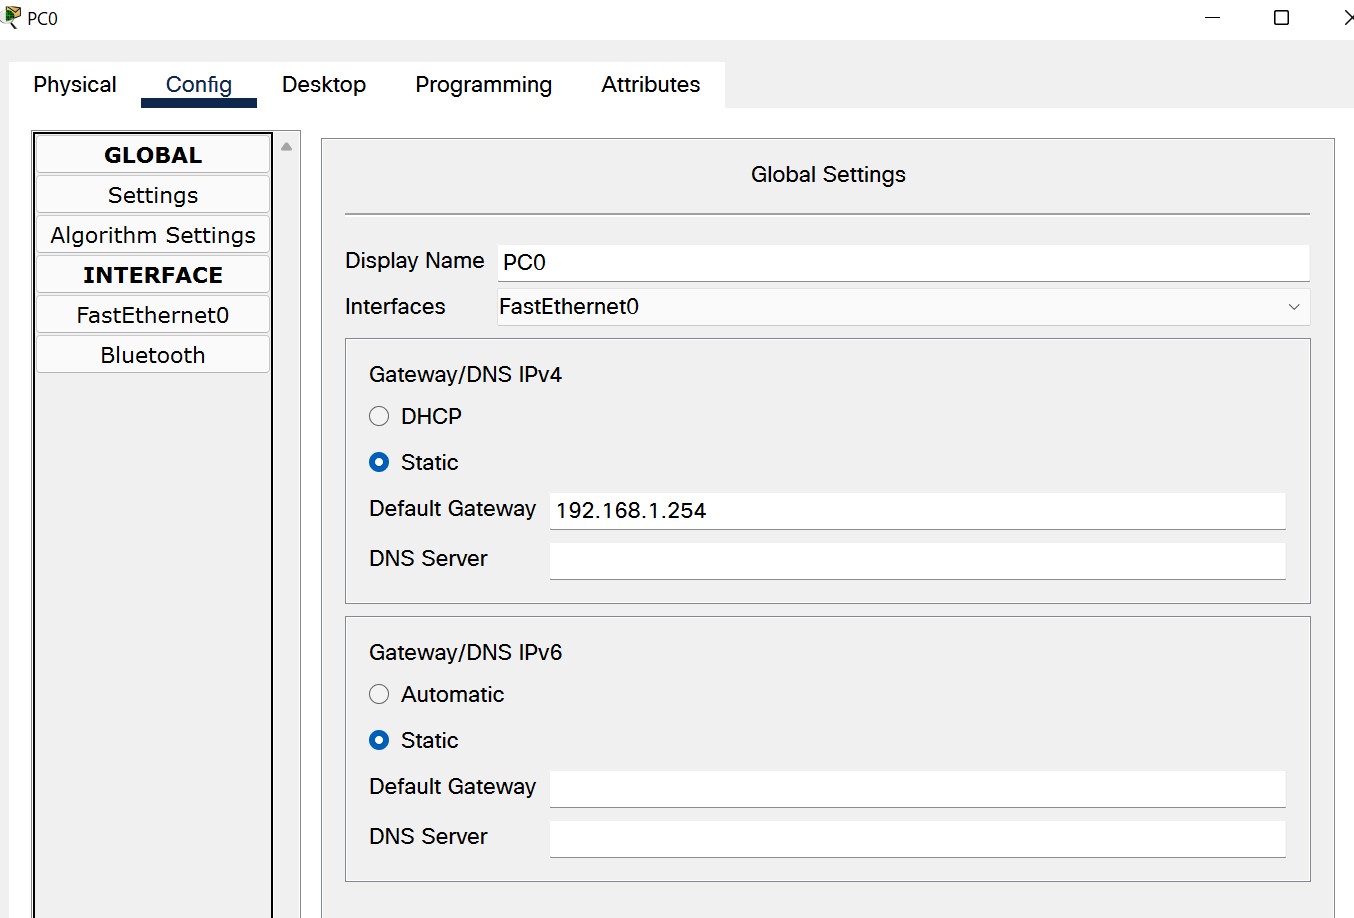 PC0
Physical Config Desktop Programming Attributes
GLOBAL
Settings
Algorithm Settings
INTERFACE
FastEthernet0
Bluetooth
Global Settings
Display Name PC0
Interfaces FastEthernet0
Gateway/DNS IPv4
DHCP
Static
Default Gateway 192.168.1.254
DNS Server
Gateway/DNS IPv6
Automatic
Static
Default Gateway
DNS Server